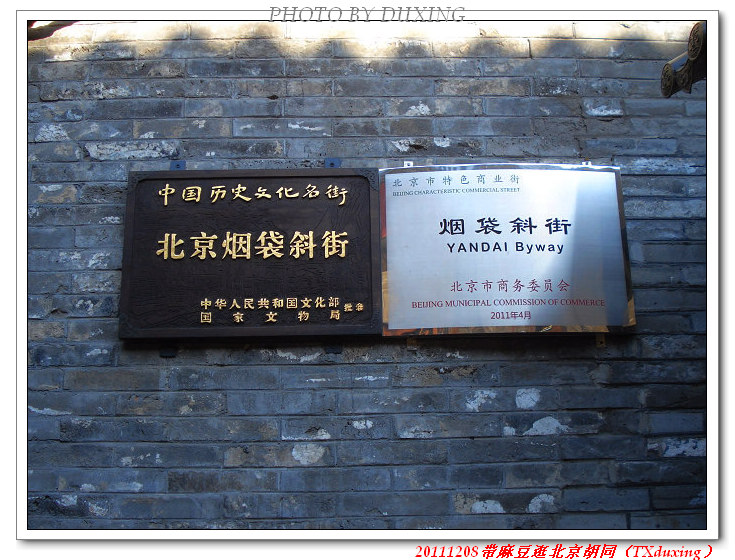 PHOTO BY DUXING
中国历史文化名街
北京烟袋斜街
中华人民共和国文化部
国家文物局
批准
北京市特色商业街
BEIJING CHARACTERISTIC COMMERCIAL STREET
烟袋斜街
YANDAI Byway
北京市商务委员会
BEIJING MUNICIPAL COMMISSION OF COMMERCE
2011年4月
20111208带麻豆逛北京胡同（TXduxing）